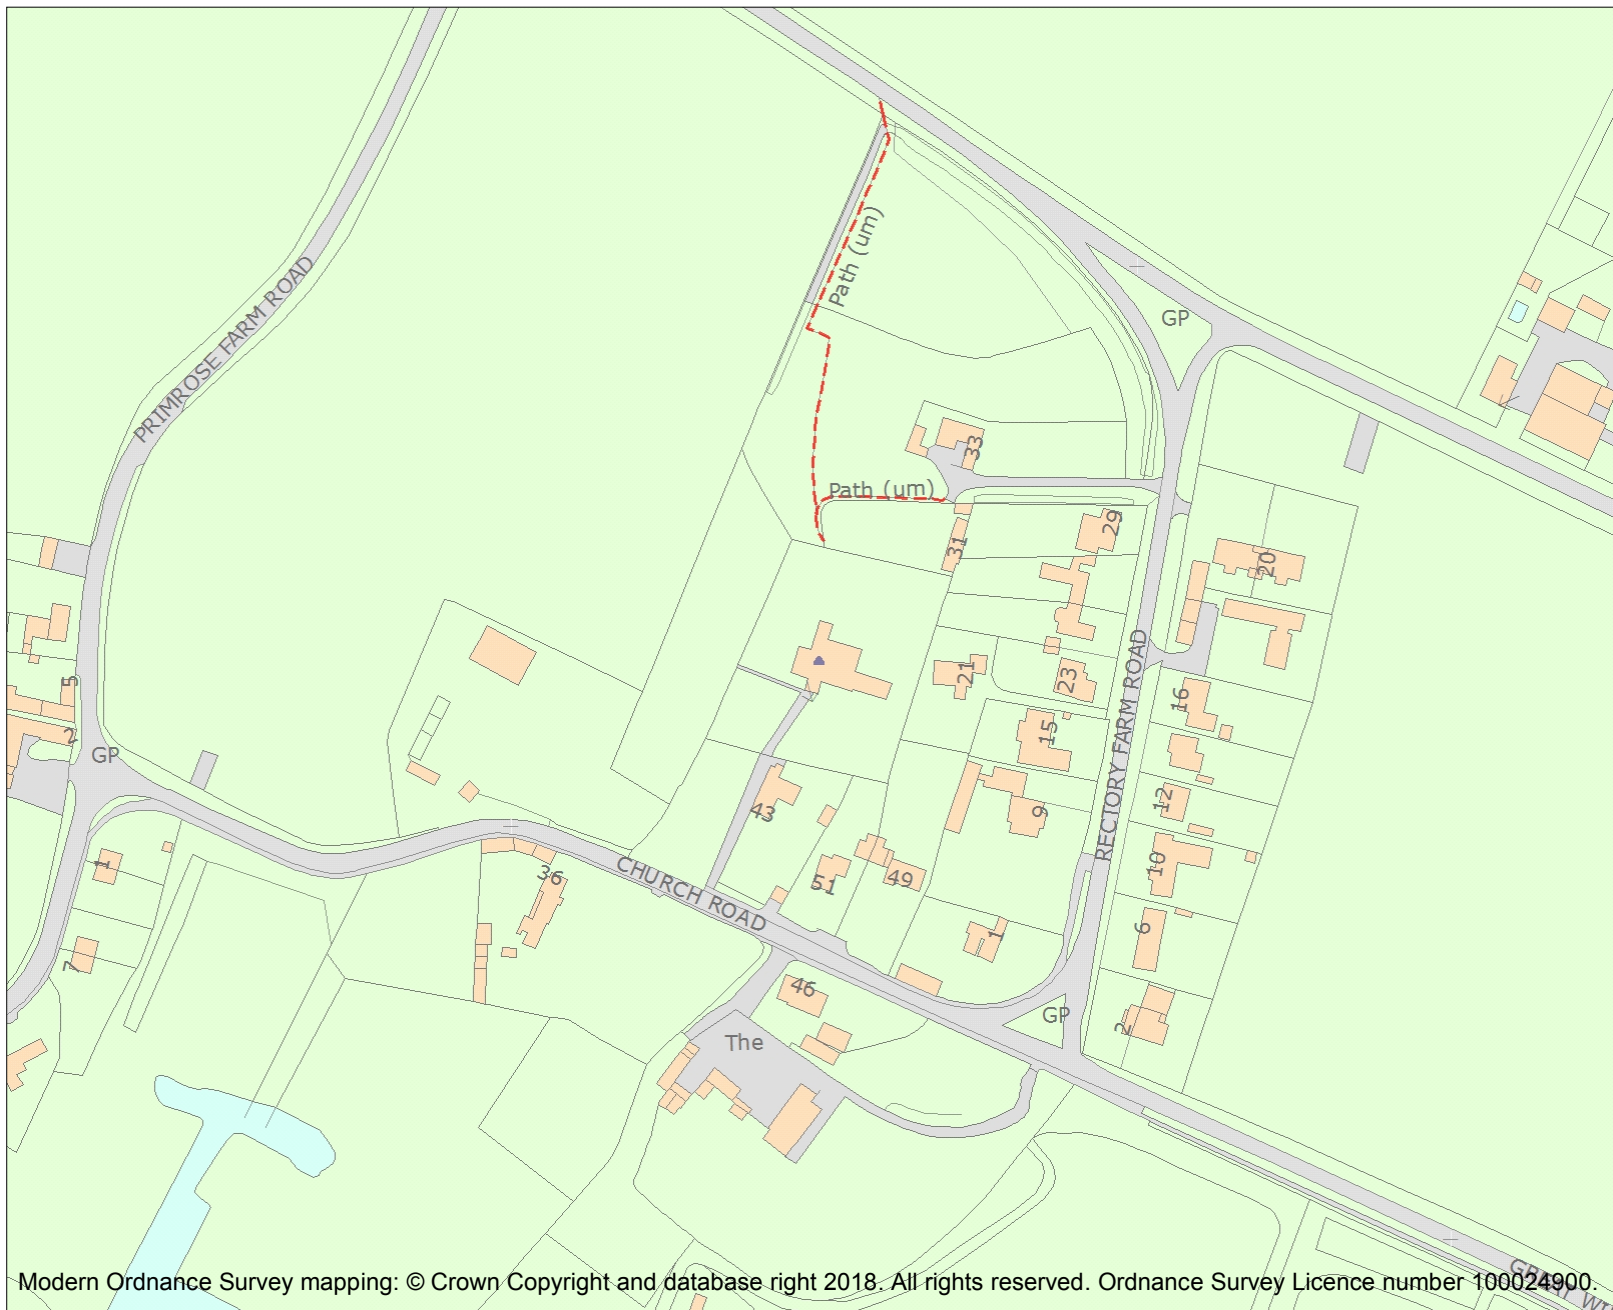 Path (um)
PRIMROSE FARM ROAD
GP
33
Path (um)
29
31
20
RECTORY FARM ROAD
21
23
5
16
15
2
GP
12
43
9
1
10
CHURCH ROAD
36
51
49
6
1
7
46
GP
2
The
Modern Ordnance Survey mapping: © Crown Copyright and database right 2018. All rights reserved. Ordnance Survey Licence number 100024900.